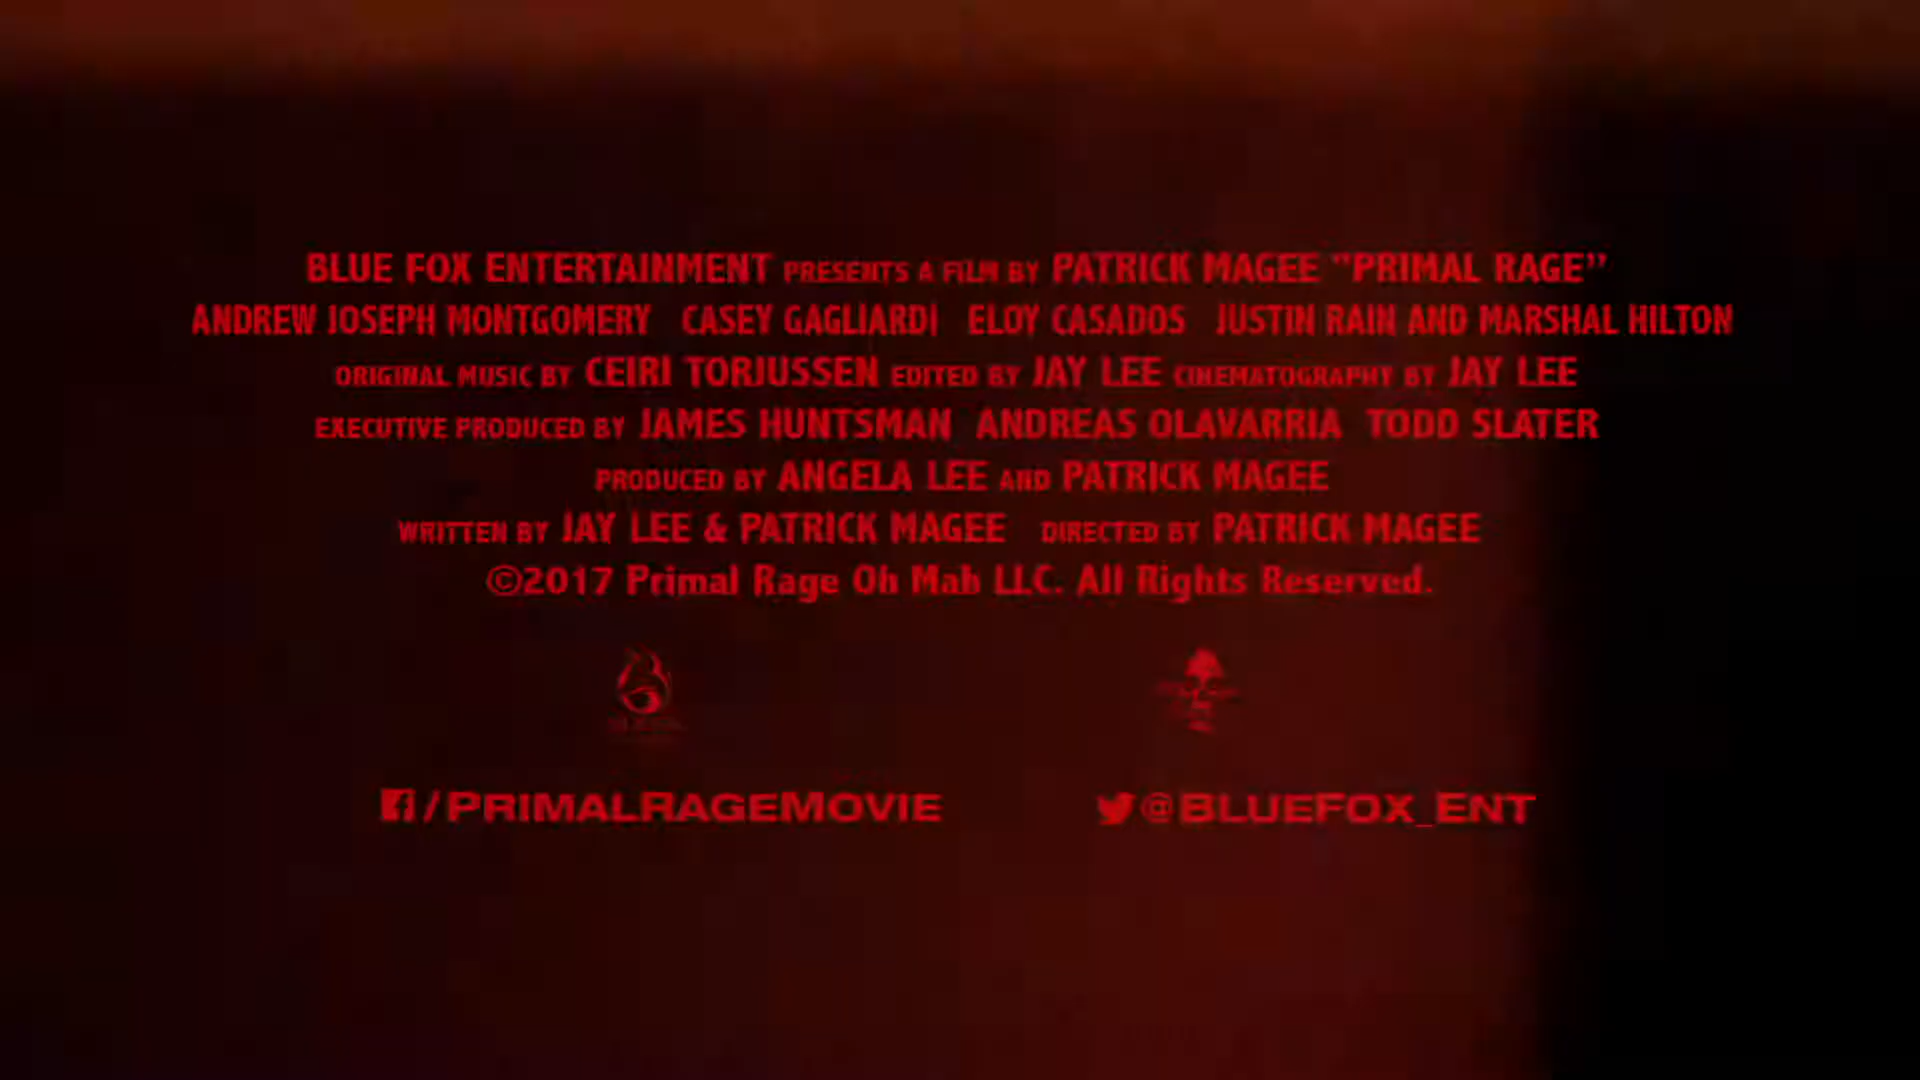 BLUE FOX ENTERTAINMENT PRESENTS A FILM BY PATRICK MAGEE "PRIMAL RAGE”
ANDREW JOSEPH MONTGOMERY CASEY GAGLIARDI ELOY CASADOS JUSTIN RAIN AND MARSHAL HILTON
ORIGINAL MUSIC BY CEIRI TORJUSSEN EDITED BY JAY LEE CINEMATOGRAPHY BY JAY LEE
EXECUTIVE PRODUCED BY JAMES HUNTSMAN ANDREAS OLAVARRIA TODD SLATER
PRODUCED BY ANGELA LEE AND PATRICK MAGEE
WRITTEN BY JAY LEE & PATRICK MAGEE DIRECTED BY PATRICK MAGEE
©2017 Primal Rage Oh Mah LLC. All Rights Reserved.
/PRIMALRAGEMOVIE @BLUEFOX_ENT